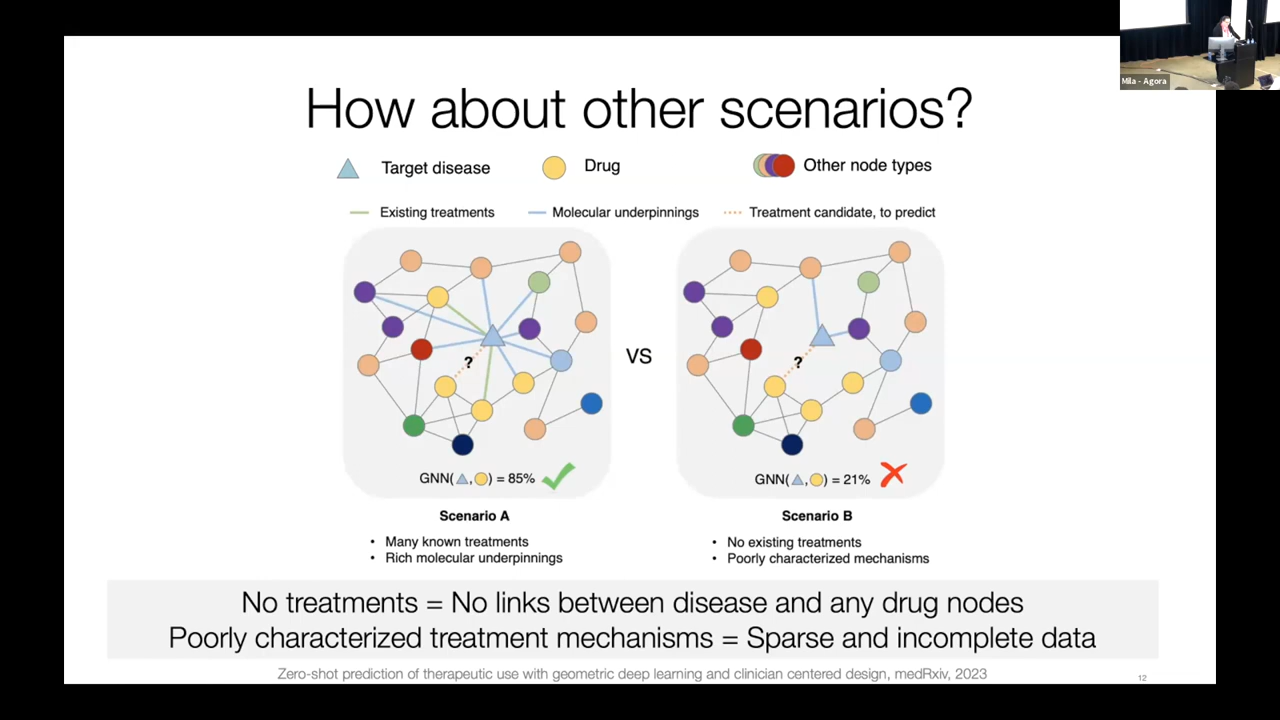 Mila - Agora
How about other scenarios?
Target disease
Drug
Other node types
Existing treatments
Molecular underpinnings
Treatment candidate, to predict
?
GNN( , ) = 85%
VS
?
GNN( , ) = 21%
Scenario A
• Many known treatments
• Rich molecular underpinnings
Scenario B
• No existing treatments
• Poorly characterized mechanisms
No treatments = No links between disease and any drug nodes
Poorly characterized treatment mechanisms = Sparse and incomplete data
Zero-shot prediction of therapeutic use with geometric deep learning and clinician centered design, medRxiv, 2023
12